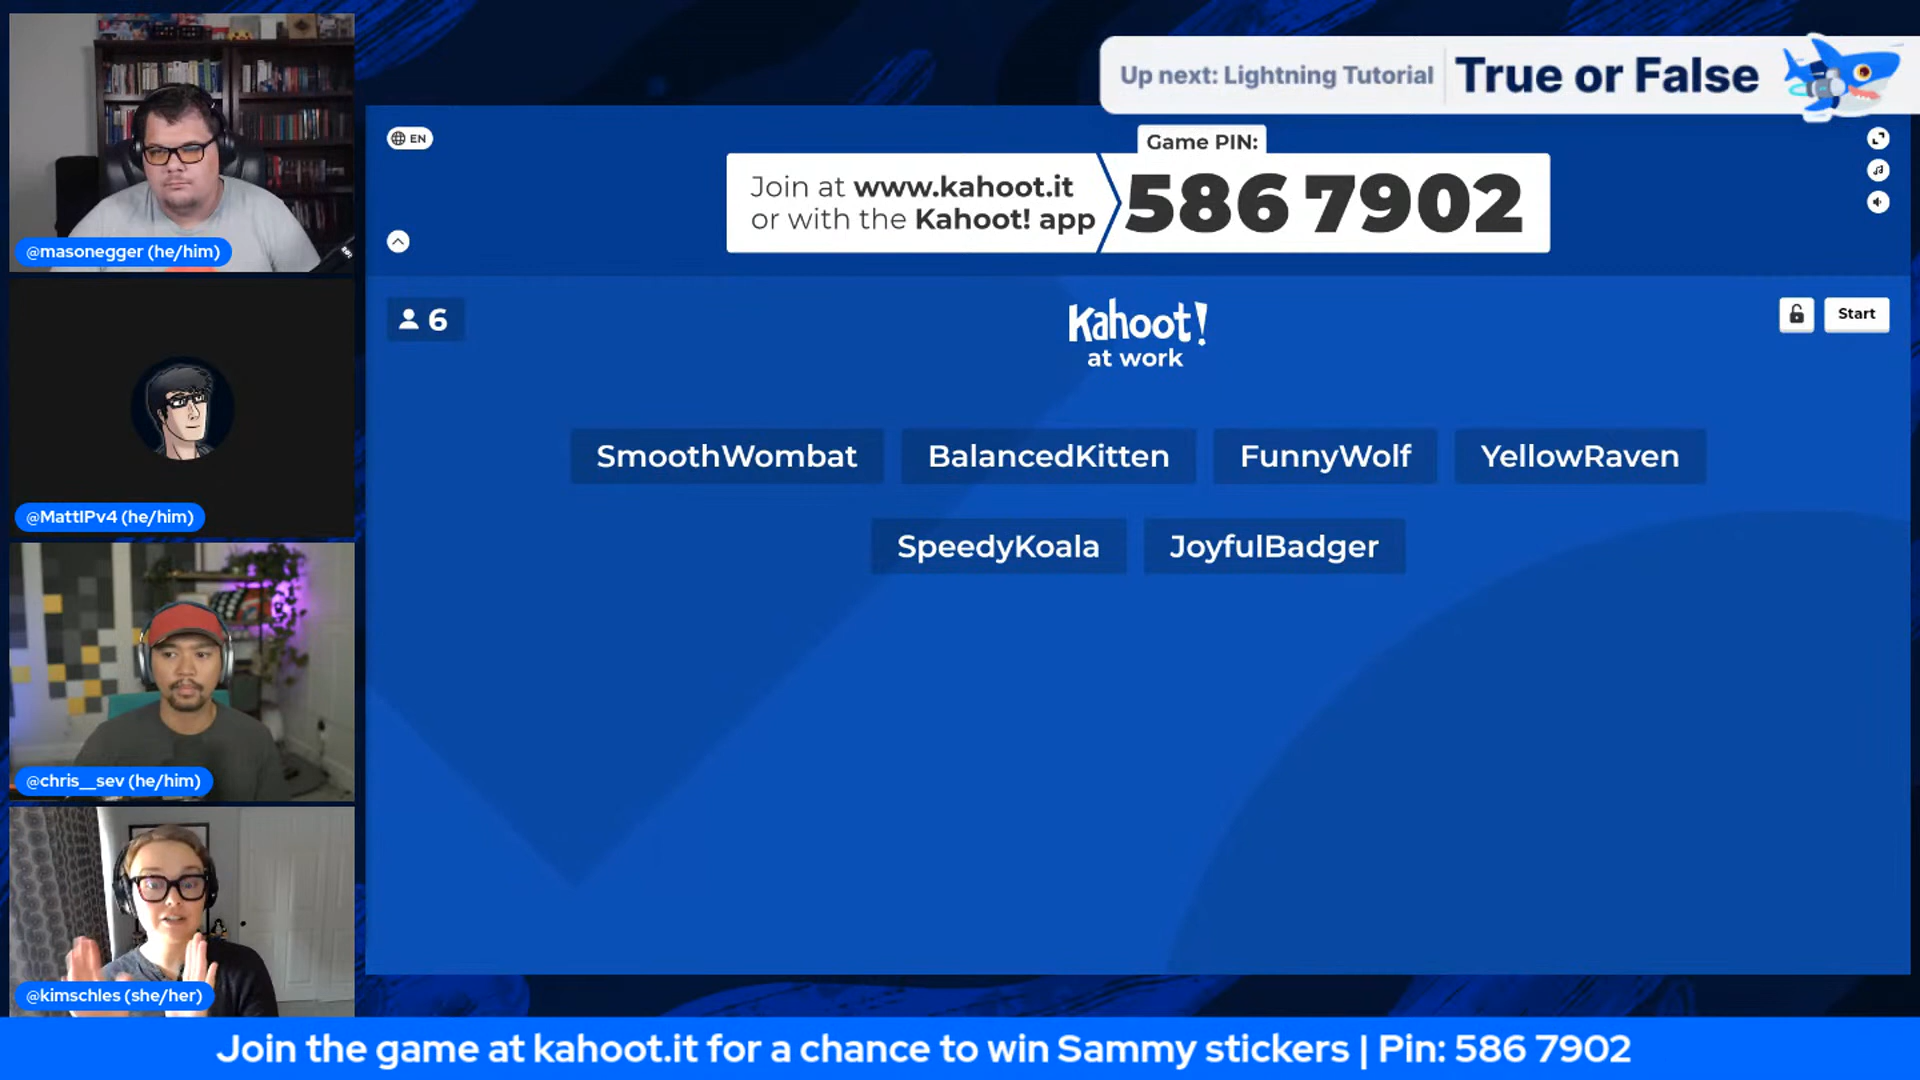 Up next: Lightning Tutorial
True or False
EN
Game PIN:
Join at www.kahoot.it
or with the Kahoot! app
586 7902
6
Kahoot!
at work
Start
SmoothWombat
BalancedKitten
FunnyWolf
YellowRaven
SpeedyKoala
JoyfulBadger
@masonegger (he/him)
@MattIPv4 (he/him)
@chris__sev (he/him)
@kimschles (she/her)
Join the game at kahoot.it for a chance to win Sammy stickers | Pin: 586 7902